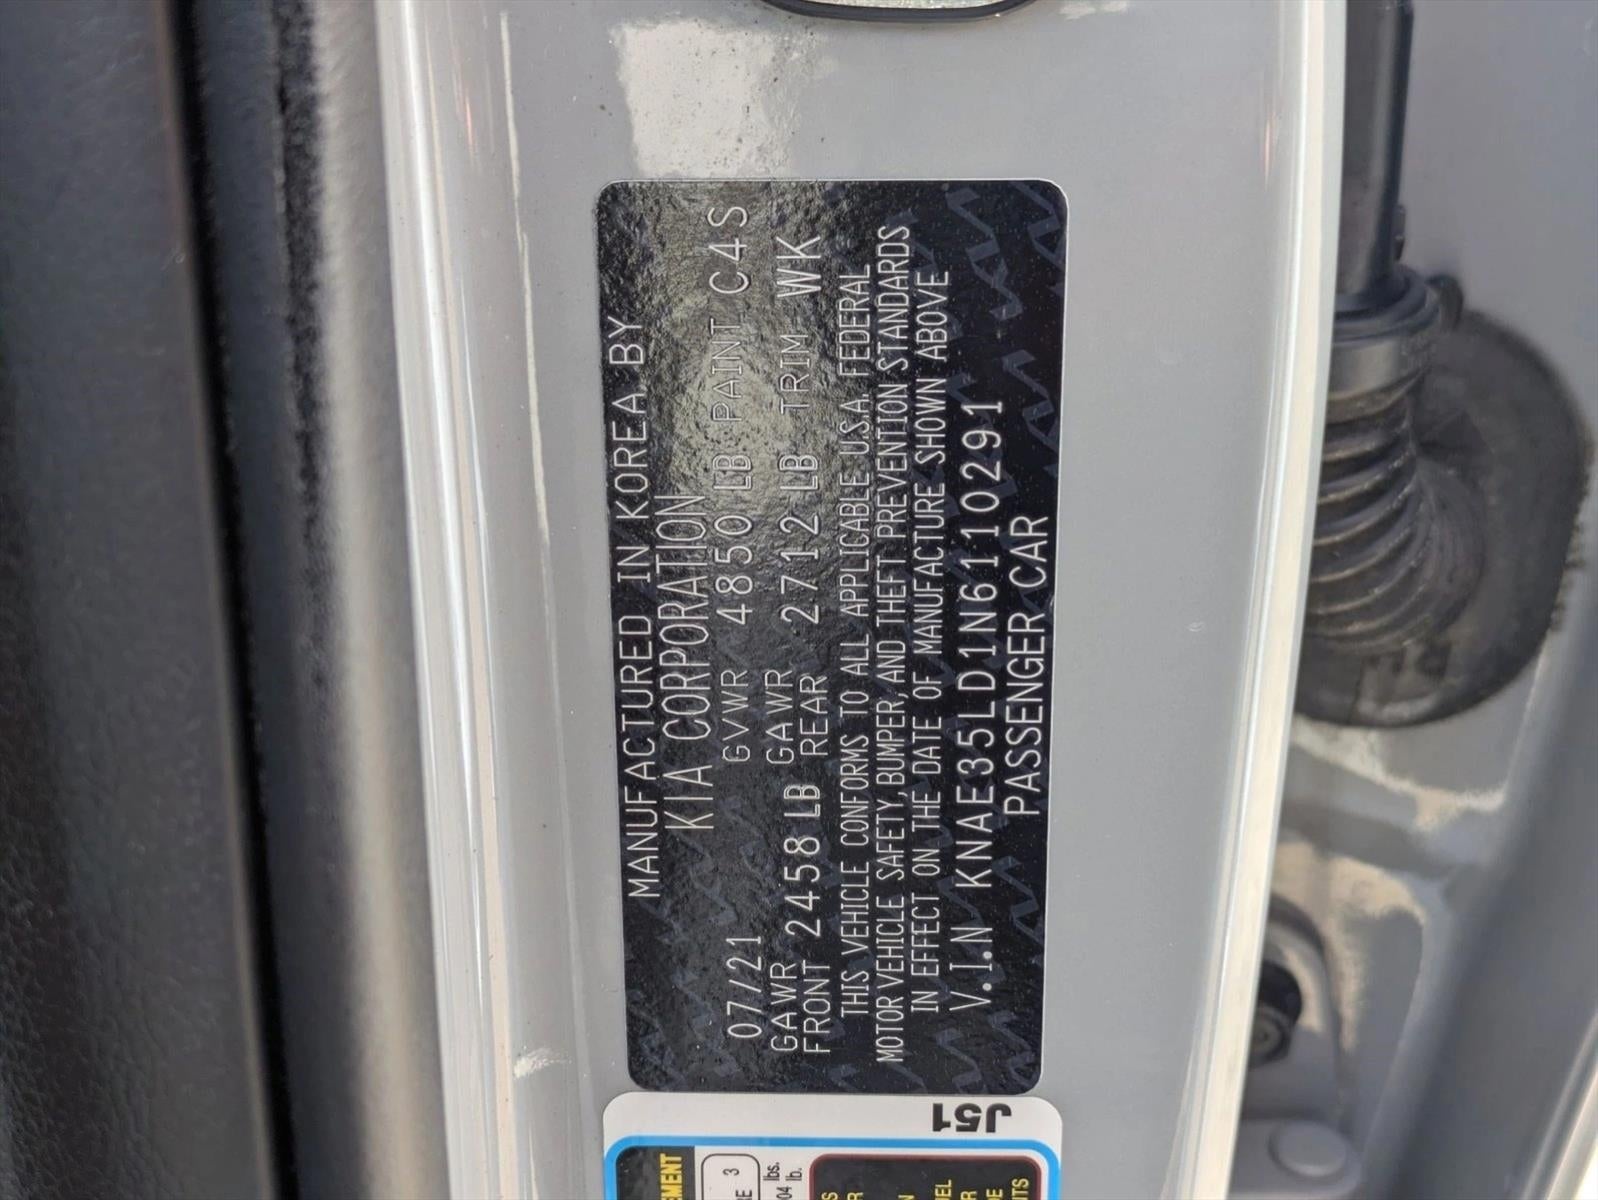 MANUFACTURED IN KOREA.BY
KIA CORPORATION
07/21 GVWR 4850 LB PAINT C4S
GAWR GAWR
FRONT 2458 LB REAR 2712 LB TRIM WK
THIS VEHICLE CONFORMS TO ALL APPLICABLE U.S.A. FEDERAL
MOTOR VEHICLE SAFETY, BUMPER, AND THEFT PREVENTION STANDARDS
IN EFFECT ON THE DATE OF MANUFACTURE SHOWN ABOVE
V.I.N KNAE35LD1N6110291
PASSENGER CAR
J51
3
lbs.